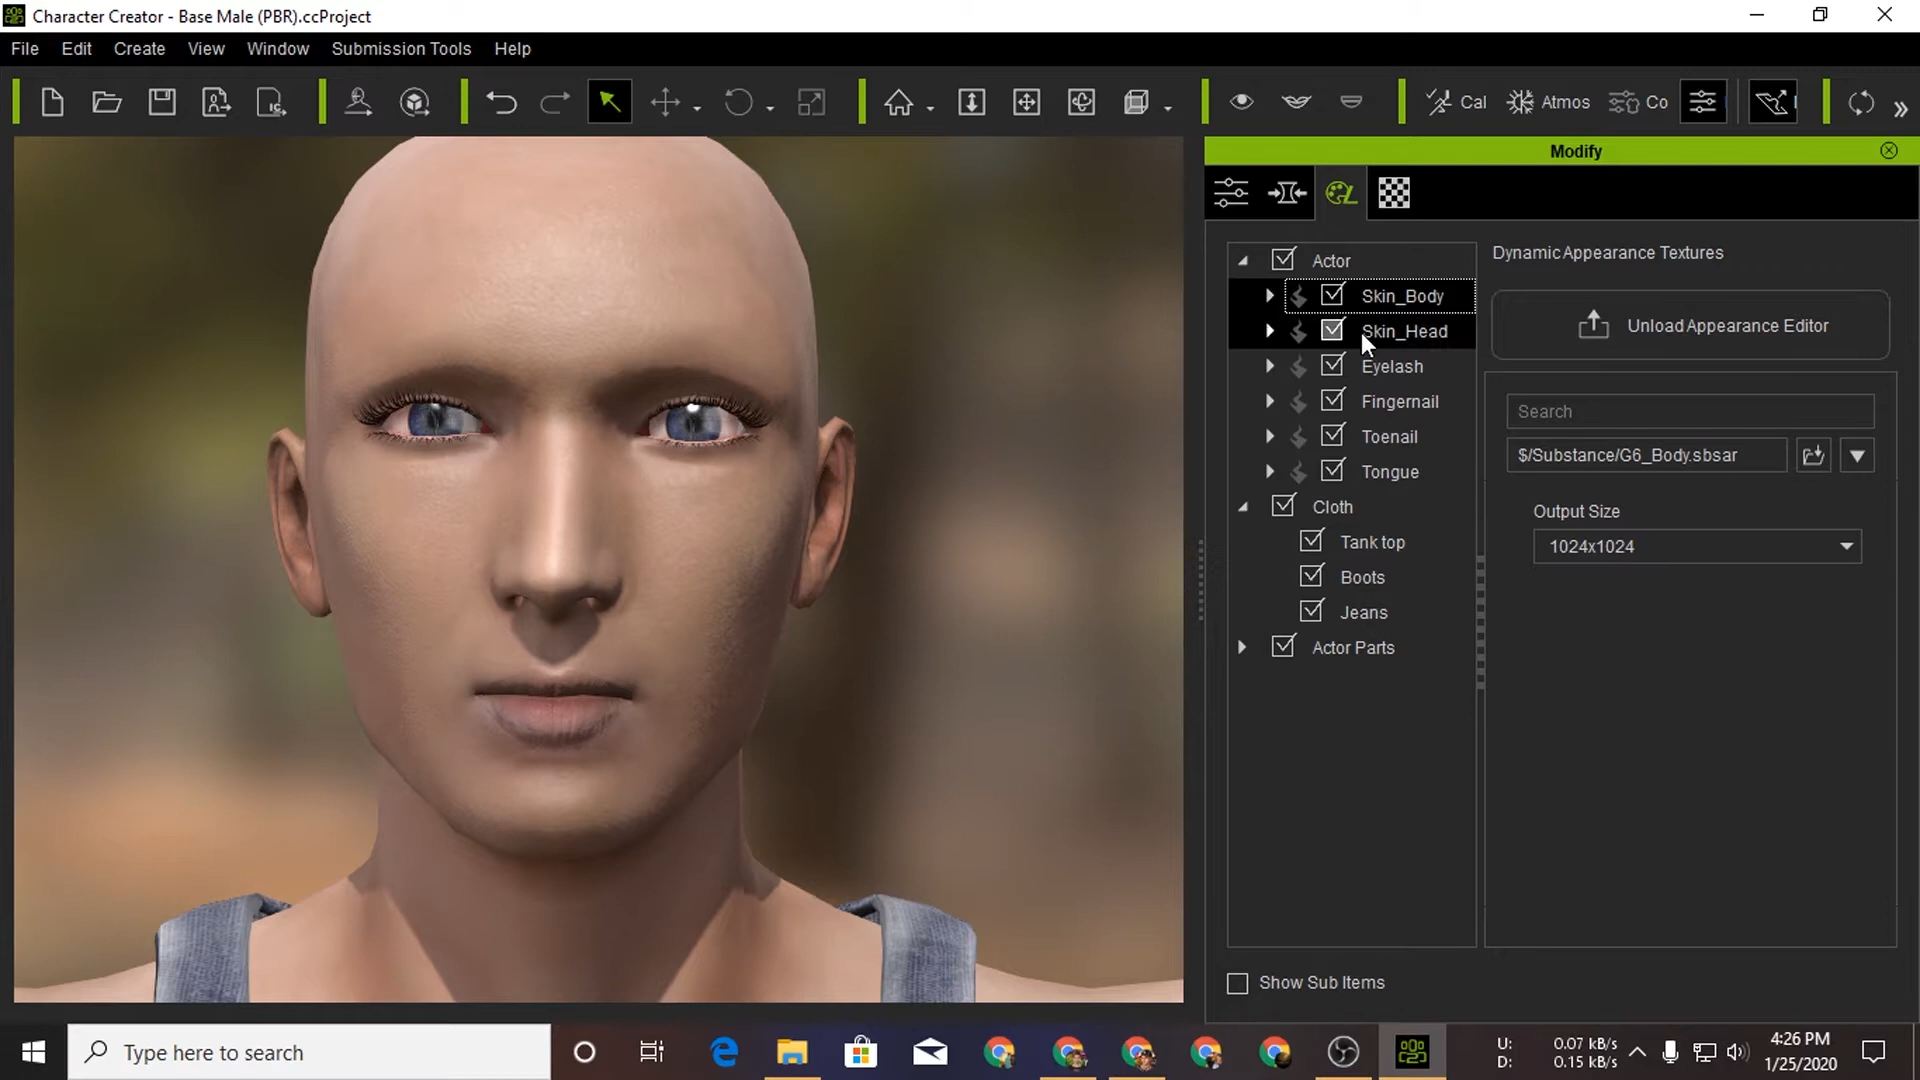 Character Creator - Base Male (PBR).ccProject
File Edit Create View Window Submission Tools Help
IC
Cal Atmos Co
Modify
Actor
Skin_Body
Skin_Head
Eyelash
Fingernail
Toenail
Tongue
Cloth
Tank top
Boots
Jeans
Actor Parts
Show Sub Items
Dynamic Appearance Textures
Unload Appearance Editor
Search
$/Substance/G6_Body.sbsar
Output Size
1024x1024
Type here to search
U: 0.07 kB/s
D: 0.15 kB/s
4:26 PM
1/25/2020